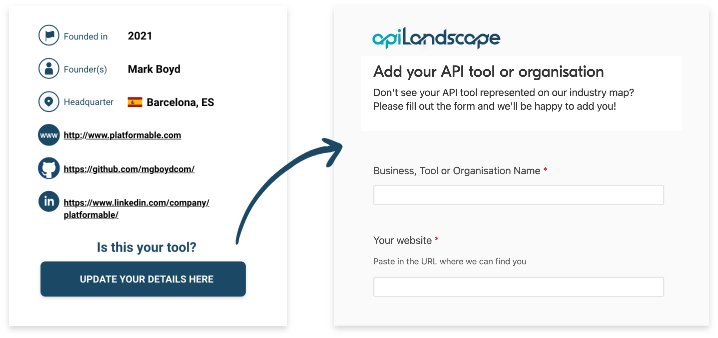 Founded in 2021
Founder(s) Mark Boyd
Headquarter Barcelona, ES
www http://www.platformable.com
https://github.com/mgboydcom/
in https://www.linkedin.com/company/
platformable/
Is this your tool?
UPDATE YOUR DETAILS HERE
apiLandscape
Add your API tool or organisation
Don't see your API tool represented on our industry map?
Please fill out the form and we'll be happy to add you!
Business, Tool or Organisation Name *
Your website *
Paste in the URL where we can find you